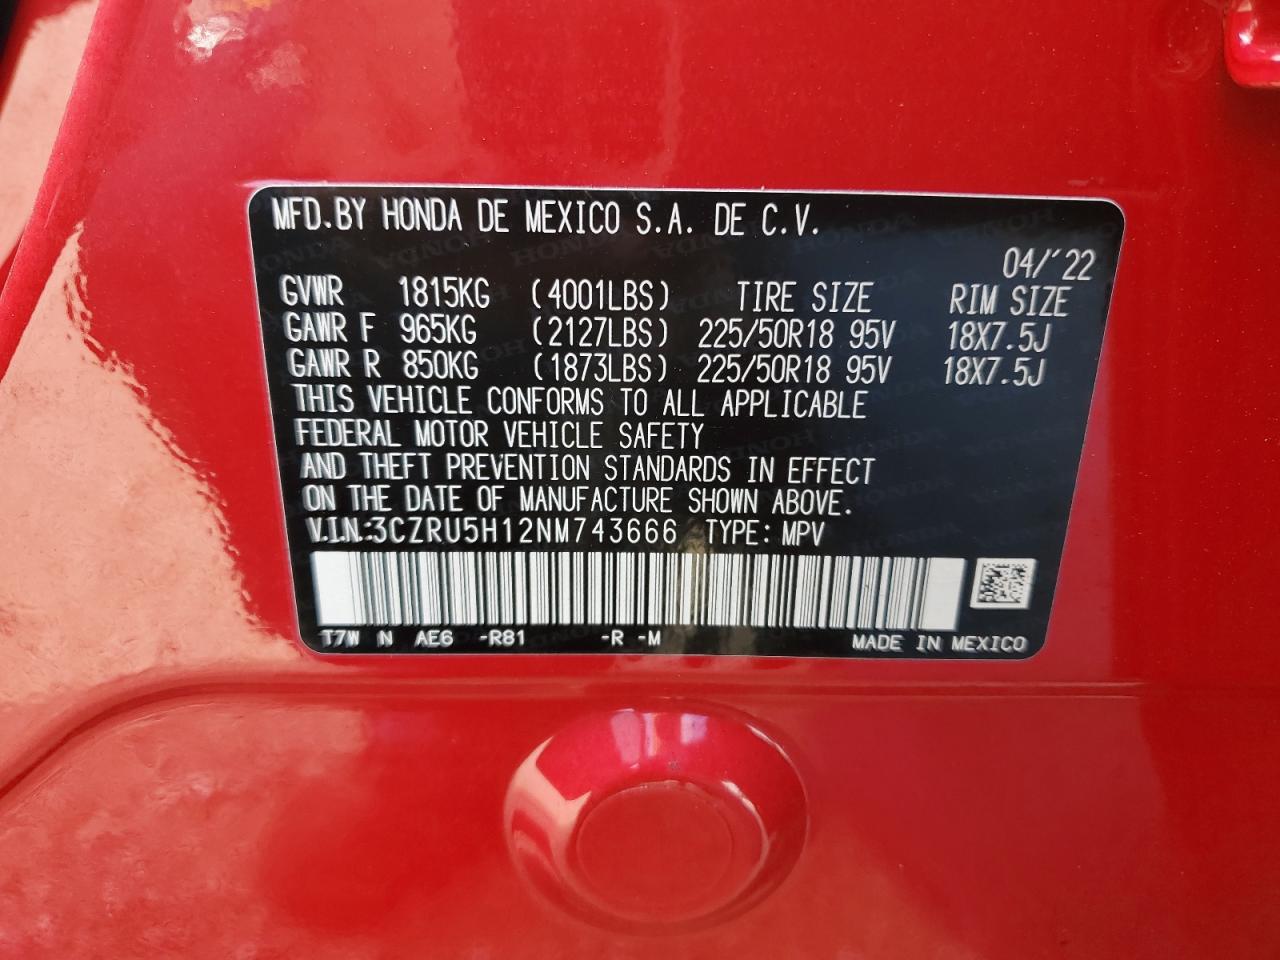 MFD.BY HONDA DE MEXICO S.A. DE C.V.
04/'22
GVWR 1815KG (4001LBS) TIRE SIZE RIM SIZE
GAWR F 965KG (2127LBS) 225/50R18 95V 18X7.5J
GAWR R 850KG (1873LBS) 225/50R18 95V 18X7.5J
THIS VEHICLE CONFORMS TO ALL APPLICABLE
FEDERAL MOTOR VEHICLE SAFETY
AND THEFT PREVENTION STANDARDS IN EFFECT
ON THE DATE OF MANUFACTURE SHOWN ABOVE.
V.I.N.:3CZRU5H12NM743666 TYPE: MPV
T7W N AE6 -R81 -R -M MADE IN MEXICO